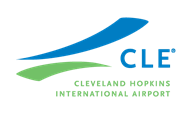 CLE®
CLEVELAND HOPKINS
INTERNATIONAL AIRPORT